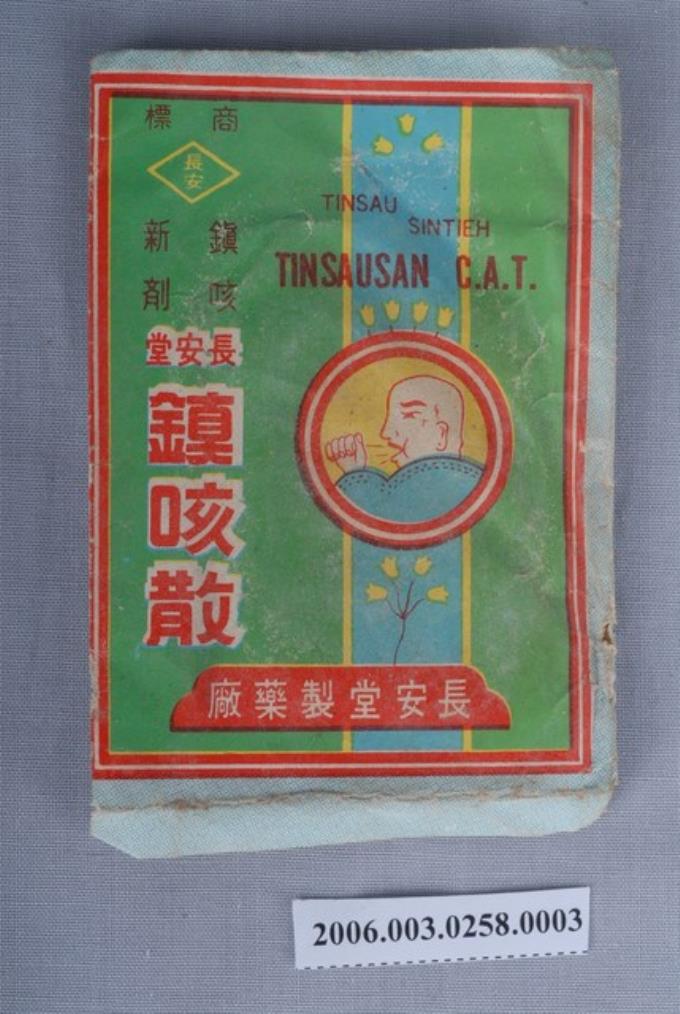 商標
長安
鎮咳
新剤
長安堂
鎮咳散
TINSAU
SINTIEH
TINSAUSAN C.A.T.
長安堂製藥廠
2006.003.0258.0003